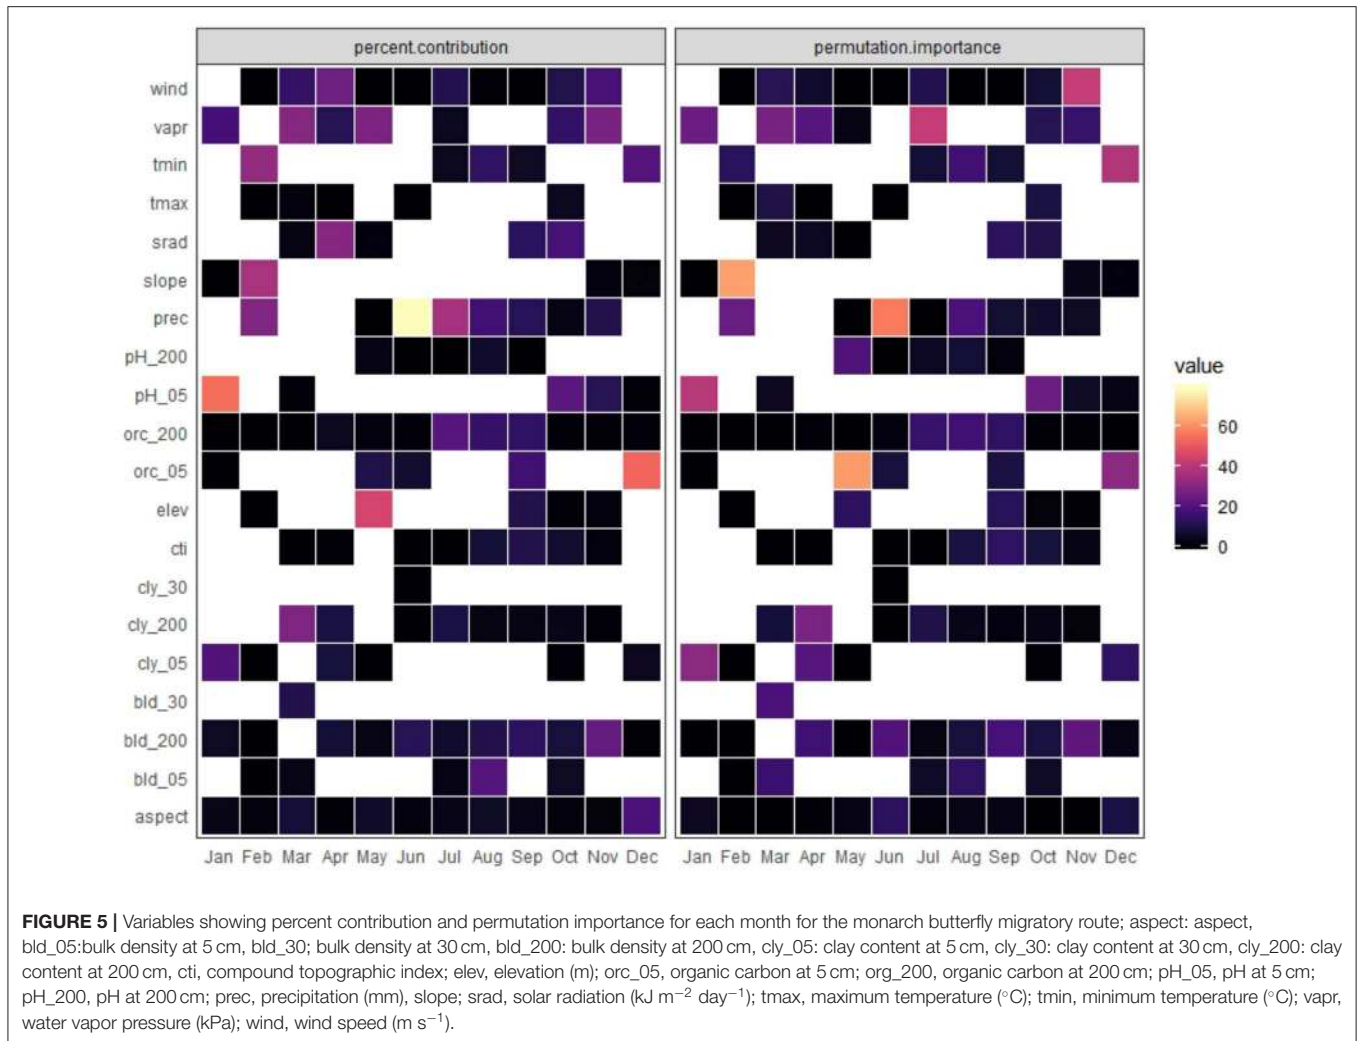 percent.contribution
permutation.importance
wind
vapr
tmin
tmax
srad
slope
prec
pH_200
pH_05
orc_200
orc_05
elev
cti
cly_30
cly_200
cly_05
bld_30
bld_200
bld_05
aspect
value
60
40
20
0
Jan Feb Mar Apr May Jun Jul Aug Sep Oct Nov Dec
Jan Feb Mar Apr May Jun Jul Aug Sep Oct Nov Dec
FIGURE 5 | Variables showing percent contribution and permutation importance for each month for the monarch butterfly migratory route; aspect: aspect,
bld_05:bulk density at 5 cm, bld_30; bulk density at 30 cm, bld_200: bulk density at 200 cm, cly_05: clay content at 5 cm, cly_30: clay content at 30 cm, cly_200: clay
content at 200 cm, cti, compound topographic index; elev, elevation (m); orc_05, organic carbon at 5 cm; org_200, organic carbon at 200 cm; pH_05, pH at 5 cm;
pH_200, pH at 200 cm; prec, precipitation (mm), slope; srad, solar radiation (kJ m⁻² day⁻¹); tmax, maximum temperature (°C); tmin, minimum temperature (°C); vapr,
water vapor pressure (kPa); wind, wind speed (m s⁻¹).